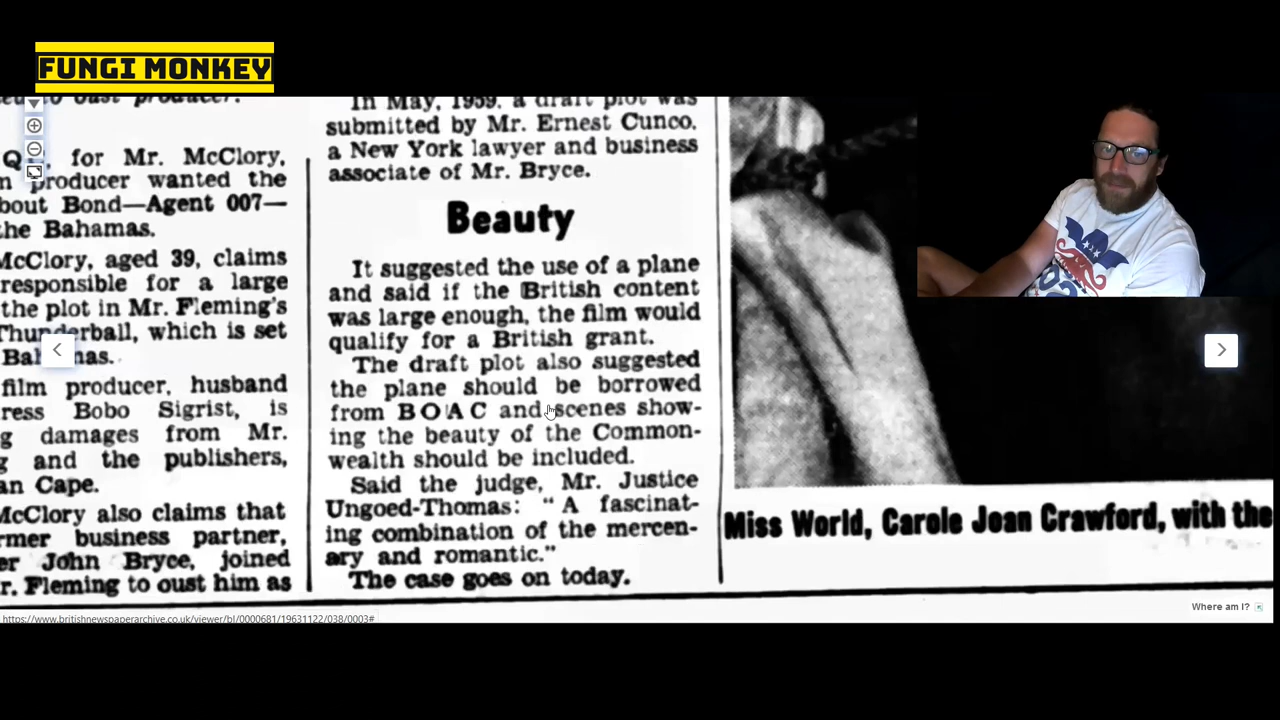 FUNGI MONKEY
to oust producer.
Q for Mr. McClory,
producer wanted the
bout Bond—Agent 007—
the Bahamas.
McClory, aged 39, claims
responsible for a large
the plot in Mr. Fleming's
Thunderball, which is set
Bahamas.
film producer, husband
ress Bobo Sigrist, is
g damages from Mr.
g and the publishers,
an Cape.
McClory also claims that
rmer business partner,
er John Bryce, joined
r. Fleming to oust him as
In May, 1959, a draft plot was
submitted by Mr. Ernest Cuneo,
a New York lawyer and business
associate of Mr. Bryce.
Beauty
It suggested the use of a plane
and said if the British content
was large enough, the film would
qualify for a British grant.
The draft plot also suggested
the plane should be borrowed
from BOAC and scenes show-
ing the beauty of the Common-
wealth should be included.
Said the judge, Mr. Justice
Ungoed-Thomas: "A fascinat-
ing combination of the mercen-
ary and romantic."
The case goes on today.
Miss World, Carole Joan Crawford, with the
Where am I?
https://www.britishnewspaperarchive.co.uk/viewer/bl/0000681/19631122/038/0003#